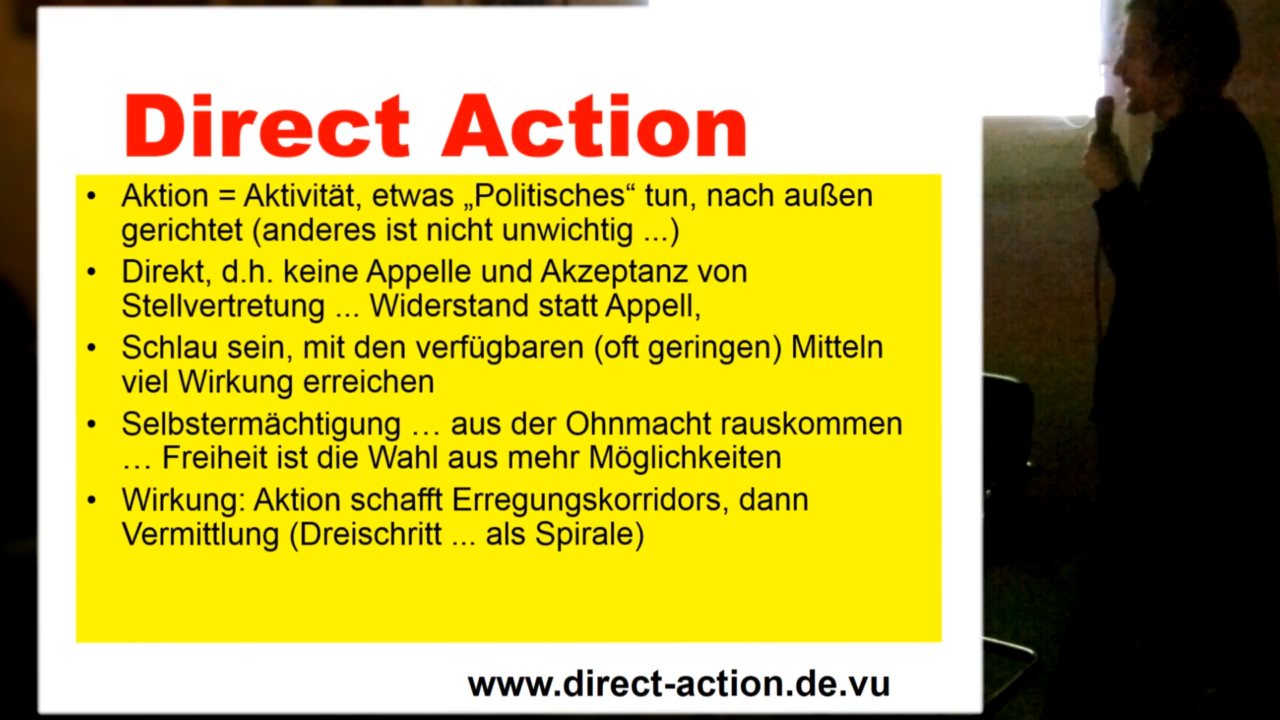 Direct Action
• Aktion = Aktivität, etwas „Politisches“ tun, nach außen
gerichtet (anderes ist nicht unwichtig ...)
• Direkt, d.h. keine Appelle und Akzeptanz von
Stellvertretung ... Widerstand statt Appell,
• Schlau sein, mit den verfügbaren (oft geringen) Mitteln
viel Wirkung erreichen
• Selbstermächtigung … aus der Ohnmacht rauskommen
… Freiheit ist die Wahl aus mehr Möglichkeiten
• Wirkung: Aktion schafft Erregungskorridors, dann
Vermittlung (Dreischritt ... als Spirale)
www.direct-action.de.vu